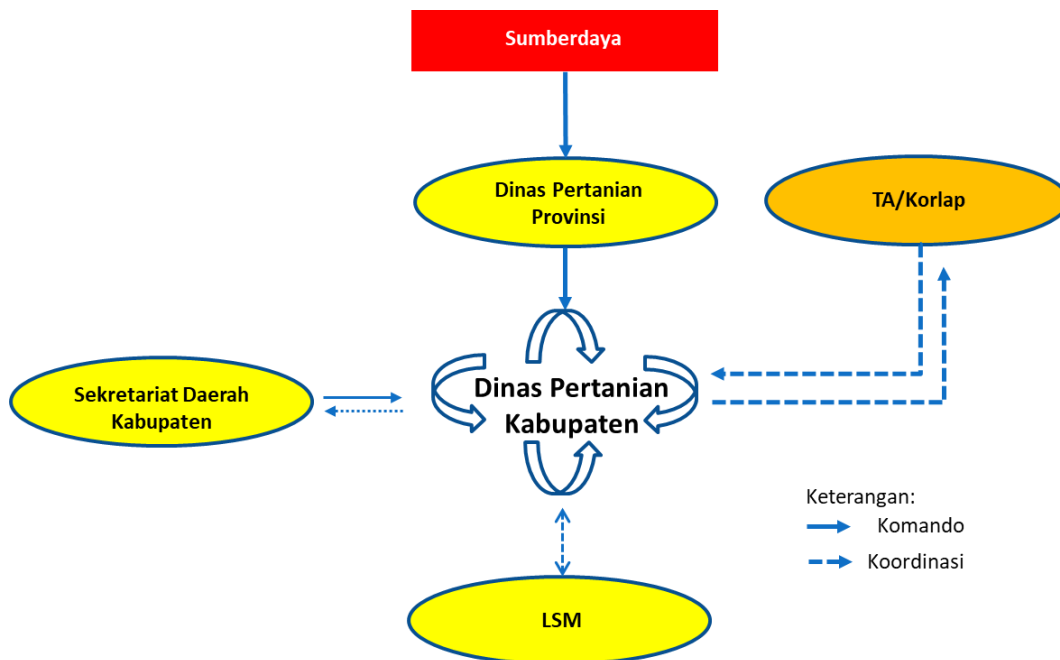 Sumberdaya
Dinas Pertanian
Provinsi
TA/Korlap
Sekretariat Daerah
Kabupaten
Dinas Pertanian
Kabupaten
Keterangan:
Komando
Koordinasi
LSM